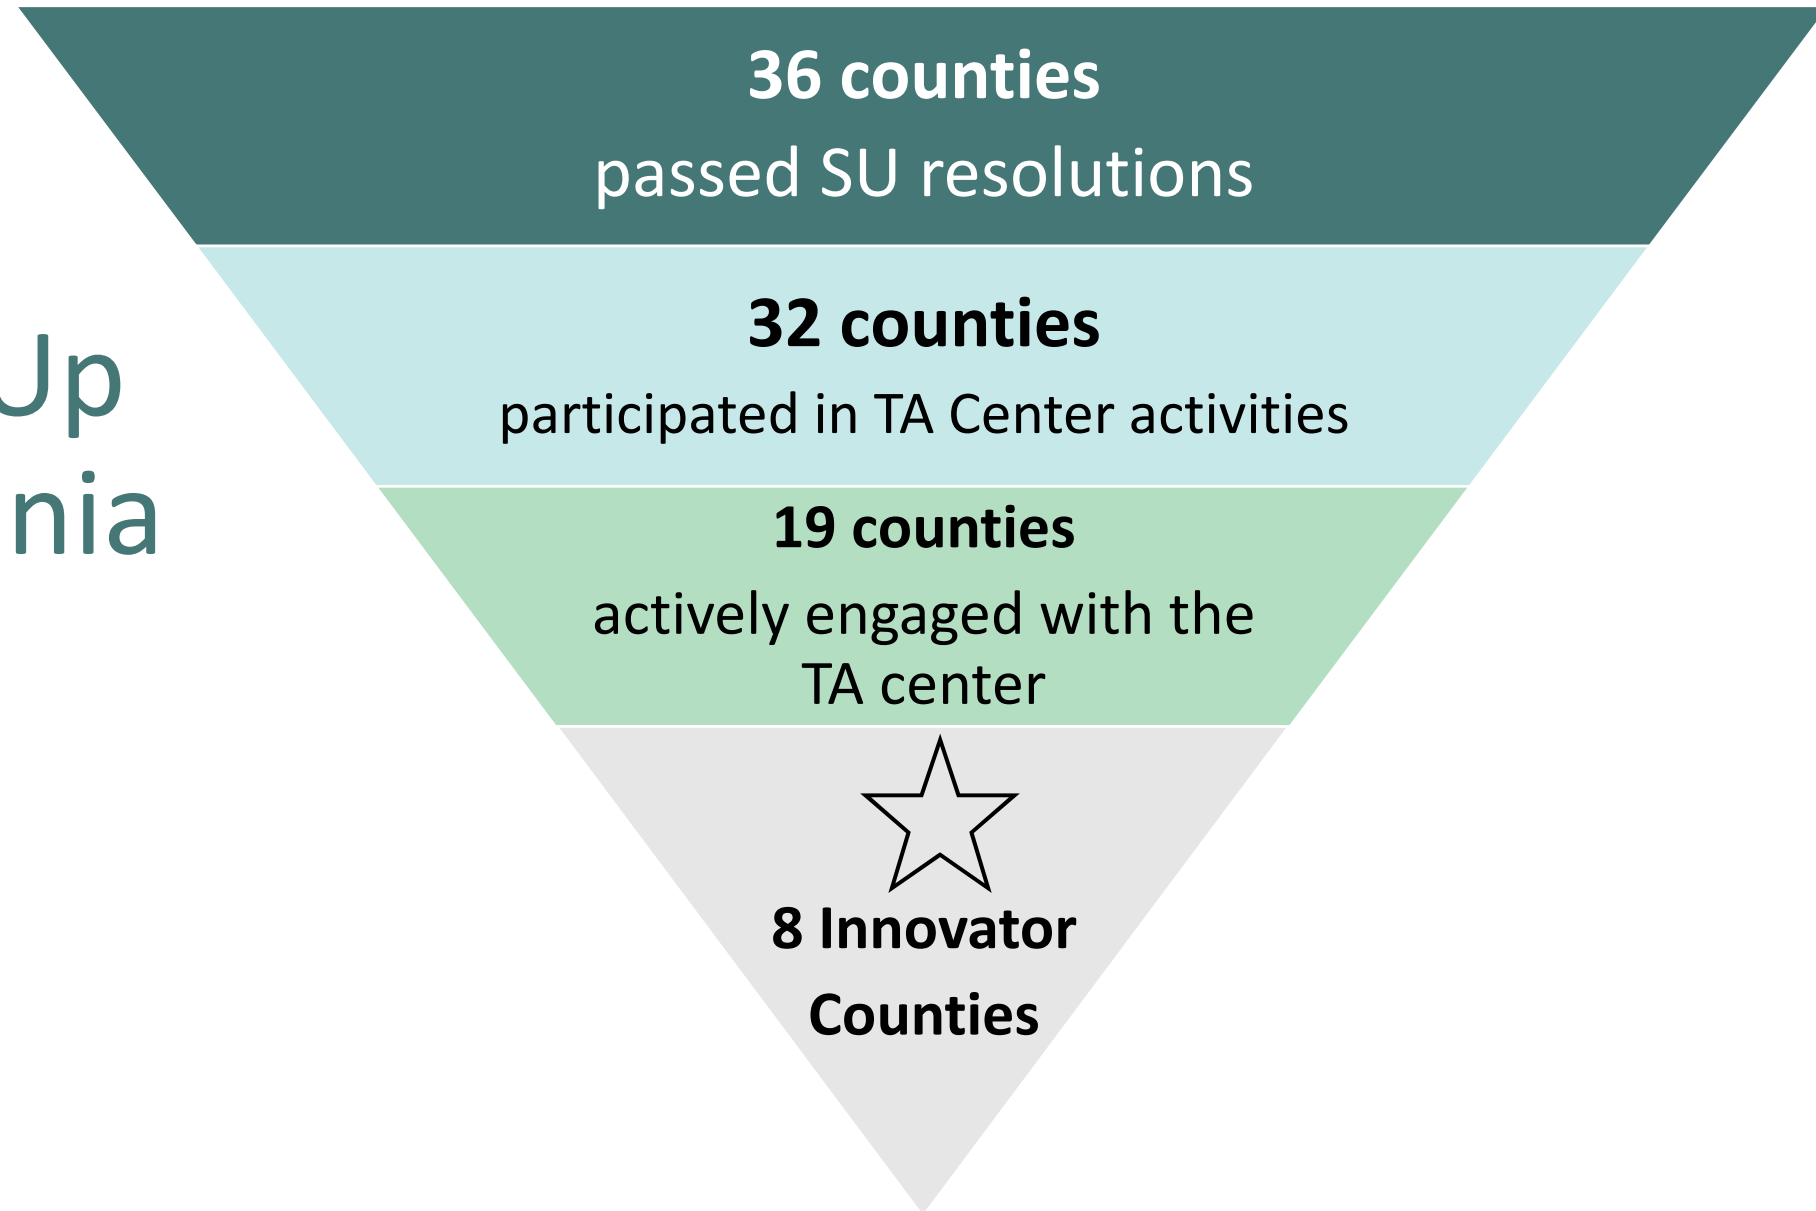 36 counties
passed SU resolutions
32 counties
participated in TA Center activities
Up
nia
19 counties
actively engaged with the
TA center
8 Innovator
Counties